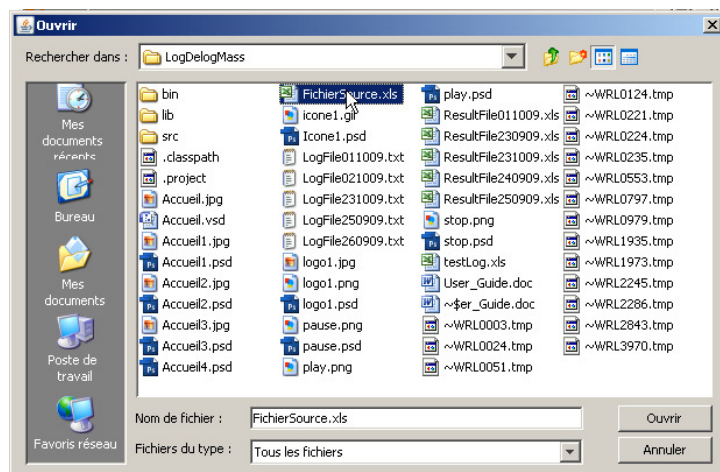 Ouvrir
Rechercher dans :
LogDelogMass
Mes
documents
récents
Bureau
Mes
documents
Poste de
travail
Favoris réseau
bin
lib
src
.classpath
.project
Accueil.jpg
Accueil.vsd
Accueil1.jpg
Accueil1.psd
Accueil2.jpg
Accueil2.psd
Accueil3.jpg
Accueil3.psd
Accueil4.psd
FichierSource.xls
icone1.gif
Icone1.psd
LogFile011009.txt
LogFile021009.txt
LogFile231009.txt
LogFile250909.txt
LogFile260909.txt
logo1.jpg
logo1.png
logo1.psd
pause.png
pause.psd
play.png
play.psd
ResultFile011009.xls
ResultFile230909.xls
ResultFile231009.xls
ResultFile240909.xls
ResultFile250909.xls
stop.png
stop.psd
testLog.xls
User_Guide.doc
~$er_Guide.doc
~WRL0003.tmp
~WRL0024.tmp
~WRL0051.tmp
~WRL0124.tmp
~WRL0221.tmp
~WRL0224.tmp
~WRL0235.tmp
~WRL0553.tmp
~WRL0797.tmp
~WRL0979.tmp
~WRL1935.tmp
~WRL1973.tmp
~WRL2245.tmp
~WRL2286.tmp
~WRL2843.tmp
~WRL3970.tmp
Nom de fichier :
FichierSource.xls
Ouvrir
Fichiers du type :
Tous les fichiers
Annuler